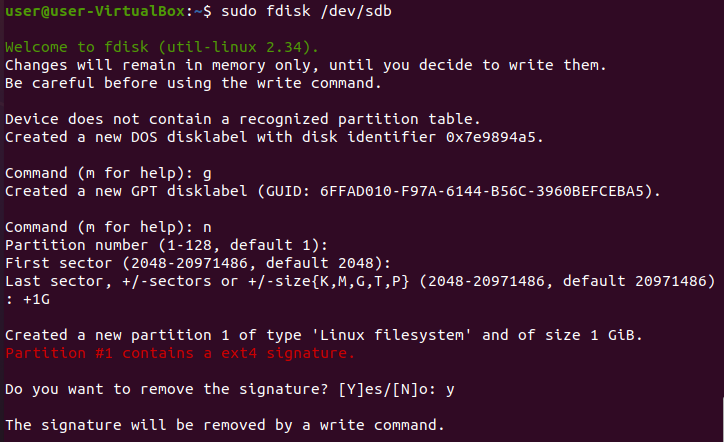 user@user-VirtualBox:~$ sudo fdisk /dev/sdb
Welcome to fdisk (util-linux 2.34).
Changes will remain in memory only, until you decide to write them.
Be careful before using the write command.
Device does not contain a recognized partition table.
Created a new DOS disklabel with disk identifier 0x7e9894a5.
Command (m for help): g
Created a new GPT disklabel (GUID: 6FFAD010-F97A-6144-B56C-3960BEFCEBA5).
Command (m for help): n
Partition number (1-128, default 1):
First sector (2048-20971486, default 2048):
Last sector, +/-sectors or +/-size{K,M,G,T,P} (2048-20971486, default 20971486)
: +1G
Created a new partition 1 of type 'Linux filesystem' and of size 1 GiB.
Partition #1 contains a ext4 signature.
Do you want to remove the signature? [Y]es/[N]o: y
The signature will be removed by a write command.